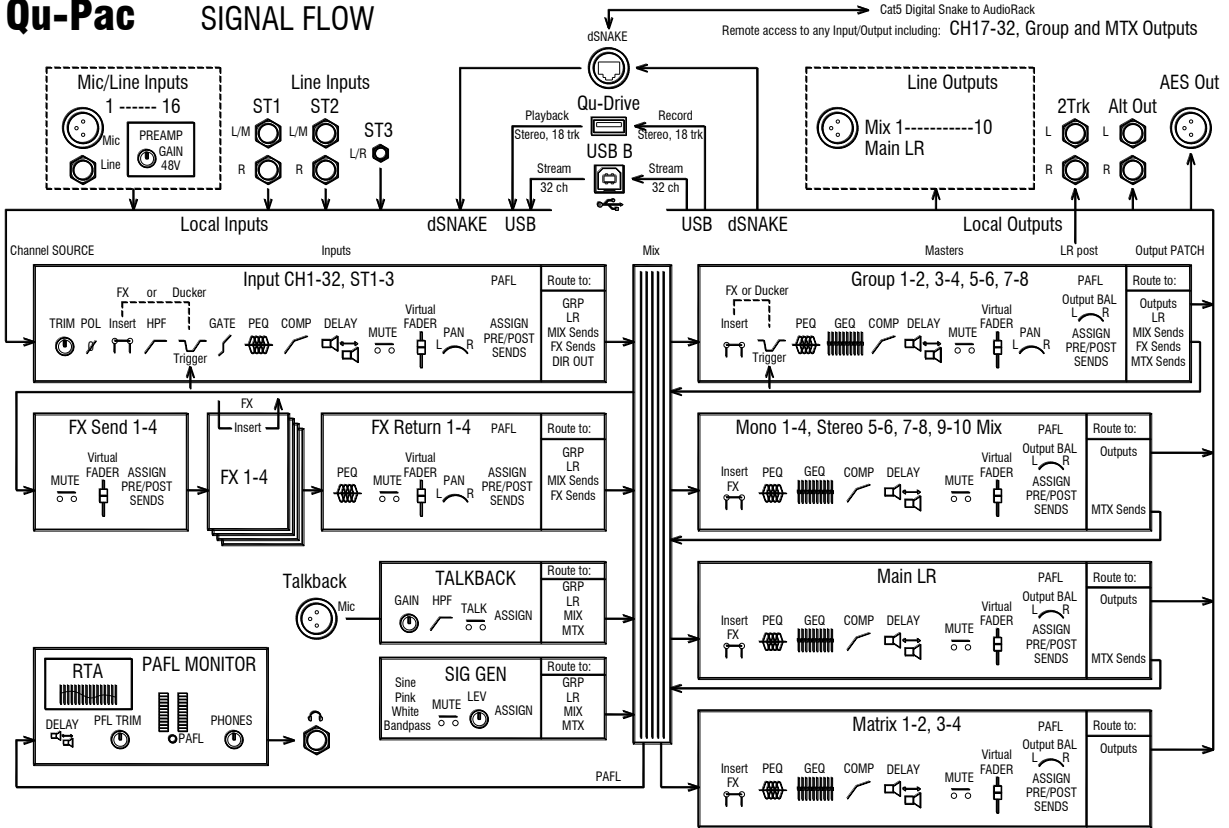 Qu-Pac SIGNAL FLOW
Cat5 Digital Snake to AudioRack
Remote access to any Input/Output including: CH17-32, Group and MTX Outputs
dSNAKE
Mic/Line Inputs
1 ------ 16
Mic
Line
PREAMP
GAIN
48V
Line Inputs
ST1 ST2
ST3
L/M L/M
L/R
R R
Qu-Drive
Playback
Stereo, 18 trk
Record
Stereo, 18 trk
USB B
Stream
32 ch
Stream
32 ch
Line Outputs
Mix 1-----------10
Main LR
2Trk Alt Out
L L
R R
AES Out
Local Inputs dSNAKE USB
USB dSNAKE Local Outputs
Channel SOURCE Inputs Mix Masters LR post Output PATCH
Input CH1-32, ST1-3 PAFL
FX or Ducker
TRIM POL Insert HPF Trigger GATE PEQ COMP DELAY MUTE
Virtual
FADER
PAN
L R
ASSIGN
PRE/POST
SENDS
Route to:
GRP
LR
MIX Sends
FX Sends
DIR OUT
Group 1-2, 3-4, 5-6, 7-8 PAFL
FX or Ducker
Insert Trigger PEQ GEQ COMP DELAY MUTE
Virtual
FADER
PAN
L R
Output BAL
L R
ASSIGN
PRE/POST
SENDS
Route to:
Outputs
LR
MIX Sends
FX Sends
MTX Sends
FX Send 1-4 PAFL
MUTE
Virtual
FADER
ASSIGN
PRE/POST
SENDS
FX
Insert
FX 1-4
FX Return 1-4 PAFL
PEQ MUTE
Virtual
FADER
PAN
L R
ASSIGN
PRE/POST
SENDS
Route to:
GRP
LR
MIX Sends
FX Sends
Mono 1-4, Stereo 5-6, 7-8, 9-10 Mix PAFL
Insert
FX
PEQ GEQ COMP DELAY MUTE
Virtual
FADER
Output BAL
L R
ASSIGN
PRE/POST
SENDS
Route to:
Outputs
MTX Sends
Talkback
Mic
TALKBACK
GAIN HPF TALK ASSIGN
Route to:
GRP
LR
MIX
MTX
Main LR PAFL
Insert
FX
PEQ GEQ COMP DELAY MUTE
Virtual
FADER
Output BAL
L R
ASSIGN
PRE/POST
SENDS
Route to:
Outputs
MTX Sends
RTA PAFL MONITOR
DELAY PFL TRIM PAFL PHONES
SIG GEN
Sine
Pink
White
Bandpass
MUTE LEV ASSIGN
Route to:
GRP
LR
MIX
MTX
PAFL
Matrix 1-2, 3-4 PAFL
Insert
FX
PEQ GEQ COMP DELAY MUTE
Virtual
FADER
Output BAL
L R
ASSIGN
PRE/POST
SENDS
Route to:
Outputs